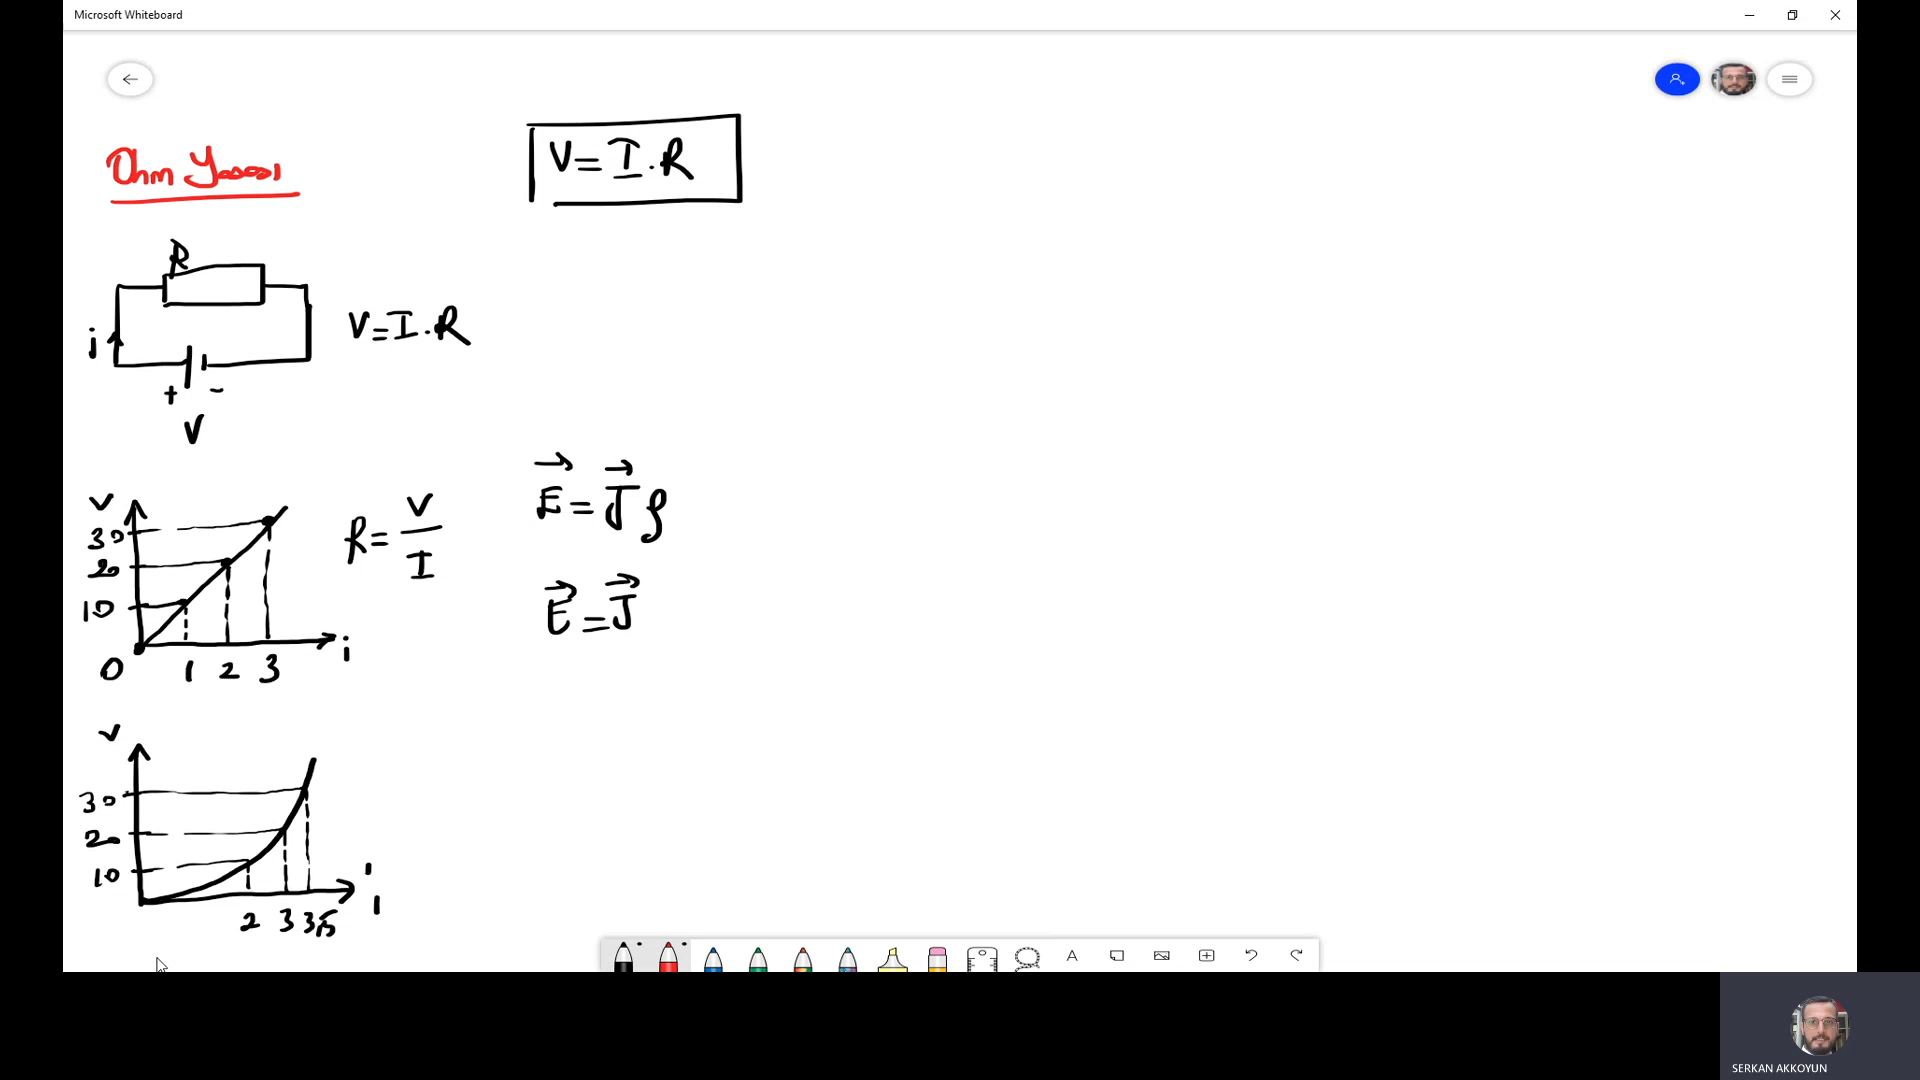 Microsoft Whiteboard
Ohm Yasası
V = I . R
R
i
V = I . R
+ -
V
V
30
20
10
0 1 2 3 i
R = V / I
E⃗ = J⃗ ρ
E⃗ = J⃗
V
30
20
10
2 3 3,5 i
A
SERKAN AKKOYUN